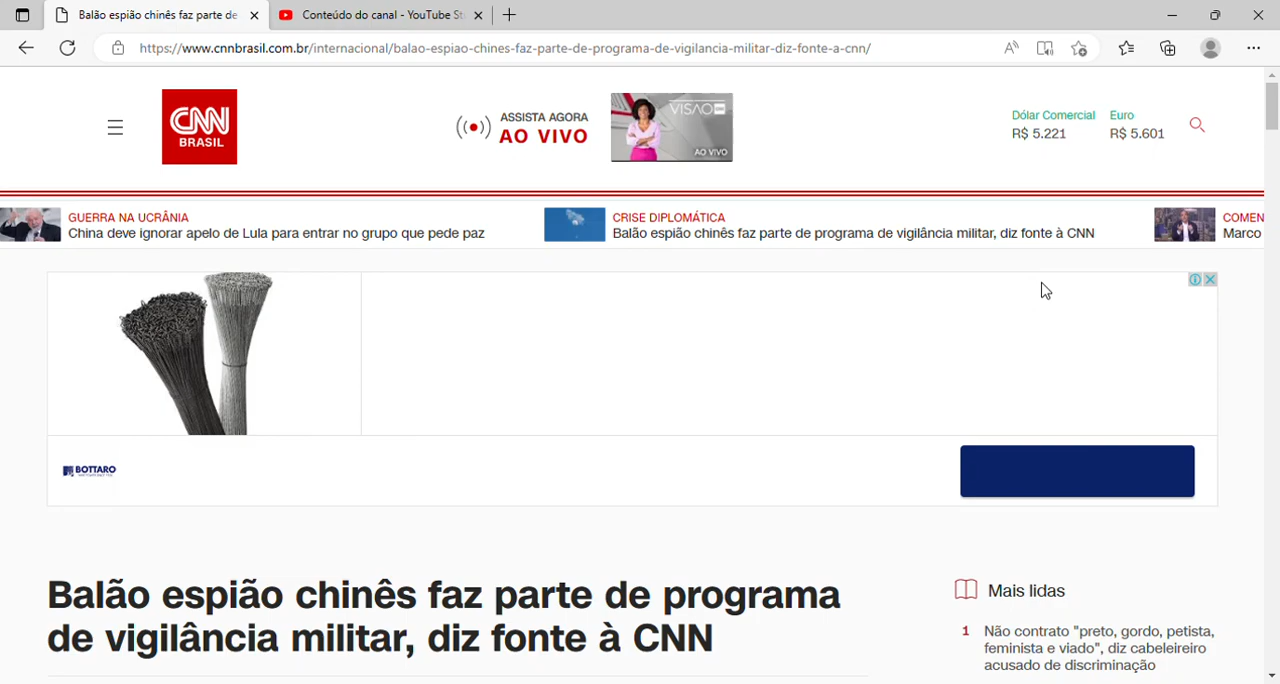 Balão espião chinês faz parte de
Conteúdo do canal - YouTube St
https://www.cnnbrasil.com.br/internacional/balao-espiao-chines-faz-parte-de-programa-de-vigilancia-militar-diz-fonte-a-cnn/
CNN
BRASIL
ASSISTA AGORA
AO VIVO
VISÃO CNN
AO VIVO
Dólar Comercial
R$ 5.221
Euro
R$ 5.601
GUERRA NA UCRÂNIA
China deve ignorar apelo de Lula para entrar no grupo que pede paz
CRISE DIPLOMÁTICA
Balão espião chinês faz parte de programa de vigilância militar, diz fonte à CNN
COMEN
Marco
BOTTARO
Balão espião chinês faz parte de programa
de vigilância militar, diz fonte à CNN
Mais lidas
1 Não contrato "preto, gordo, petista,
feminista e viado", diz cabeleireiro
acusado de discriminação